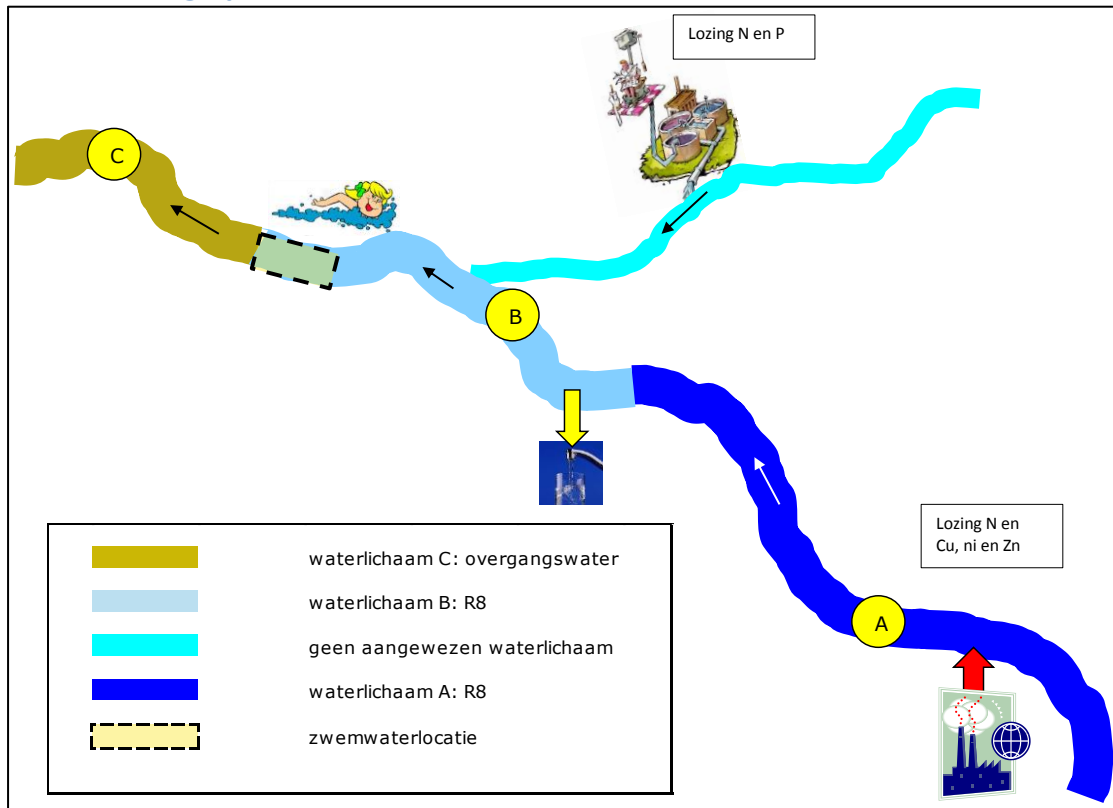 Lozing N en P
C
B
Lozing N en
Cu, ni en Zn
A
waterlichaam C: overgangswater
waterlichaam B: R8
geen aangewezen waterlichaam
waterlichaam A: R8
zwemwaterlocatie